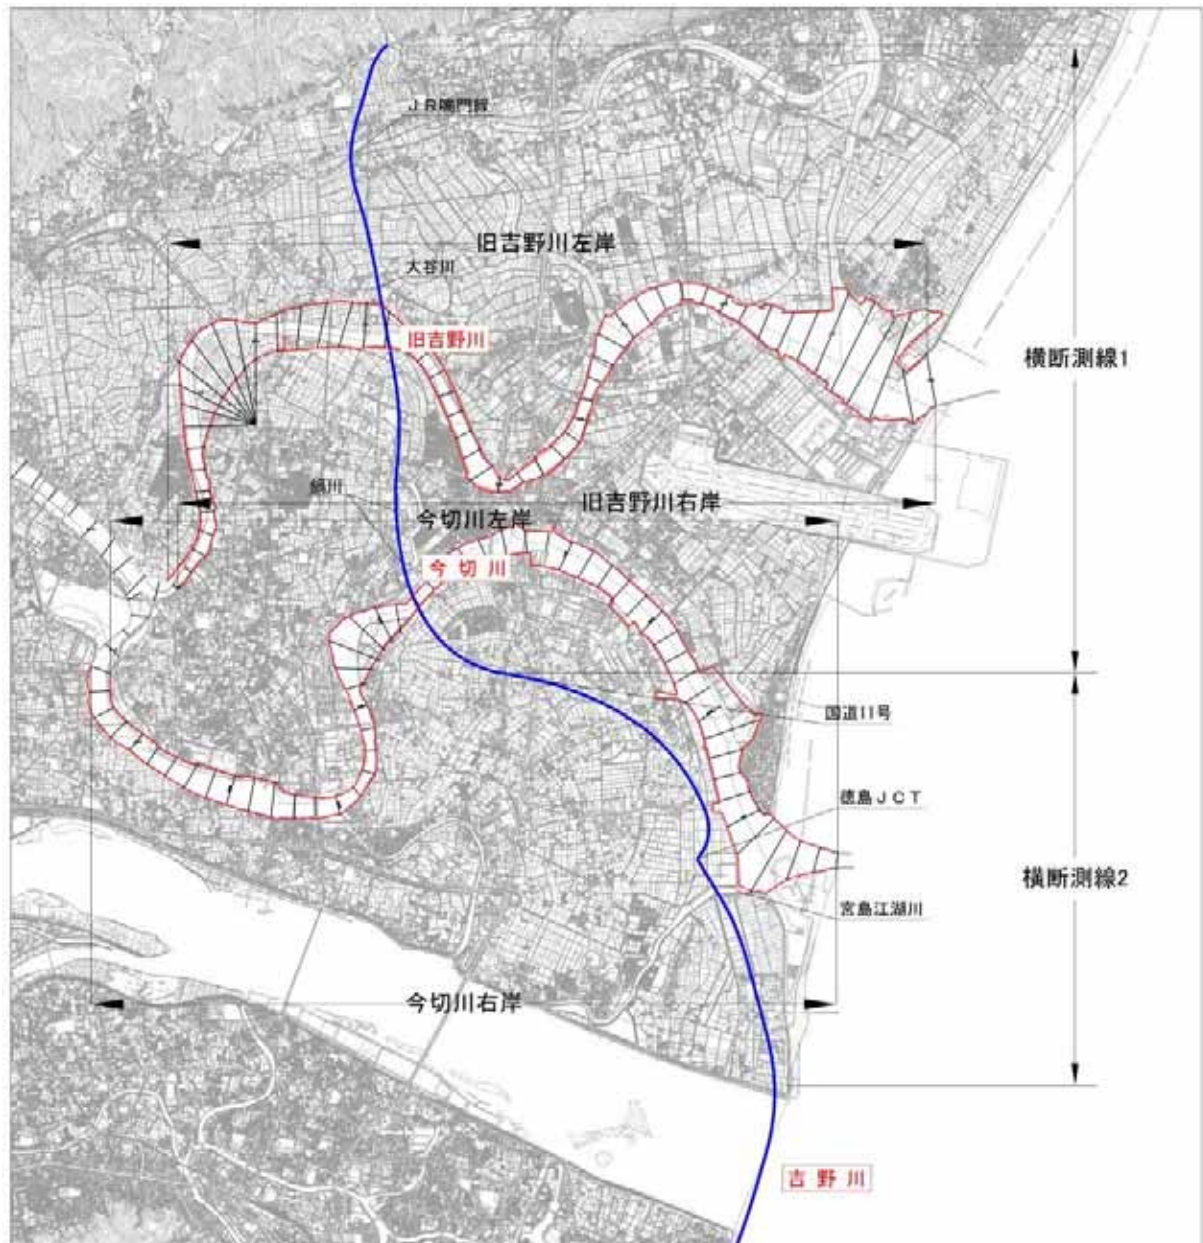 JR鳴門線
旧吉野川左岸
大谷川
旧吉野川
横断測線1
鍋川
旧吉野川右岸
今切川左岸
今切川
国道11号
徳島JCT
横断測線2
宮島江湖川
今切川右岸
吉野川